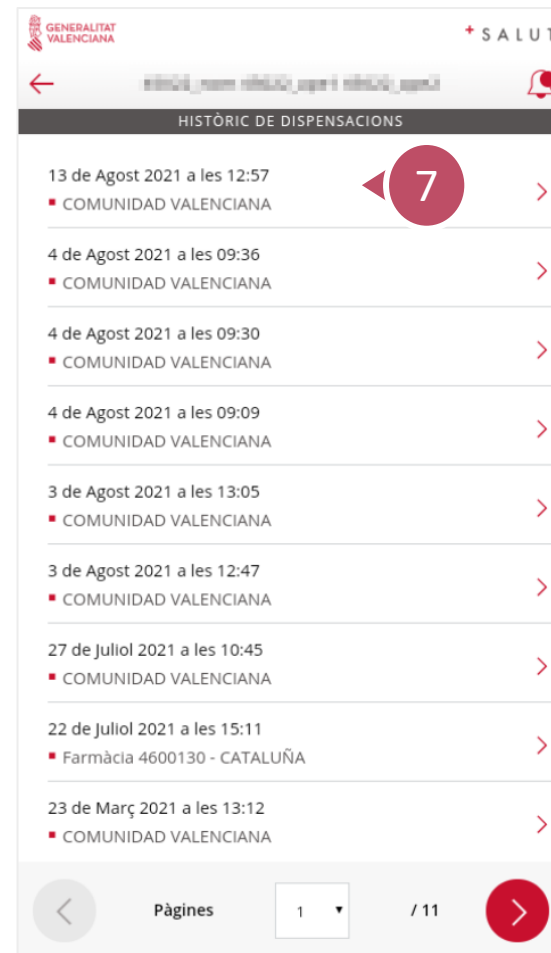 GENERALITAT
VALENCIANA
+ SALUT
HISTÒRIC DE DISPENSACIONS
13 de Agost 2021 a les 12:57
COMUNIDAD VALENCIANA
7
4 de Agost 2021 a les 09:36
COMUNIDAD VALENCIANA
4 de Agost 2021 a les 09:30
COMUNIDAD VALENCIANA
4 de Agost 2021 a les 09:09
COMUNIDAD VALENCIANA
3 de Agost 2021 a les 13:05
COMUNIDAD VALENCIANA
3 de Agost 2021 a les 12:47
COMUNIDAD VALENCIANA
27 de Juliol 2021 a les 10:45
COMUNIDAD VALENCIANA
22 de Juliol 2021 a les 15:11
Farmàcia 4600130 - CATALUÑA
23 de Març 2021 a les 13:12
COMUNIDAD VALENCIANA
Pàgines 1 / 11